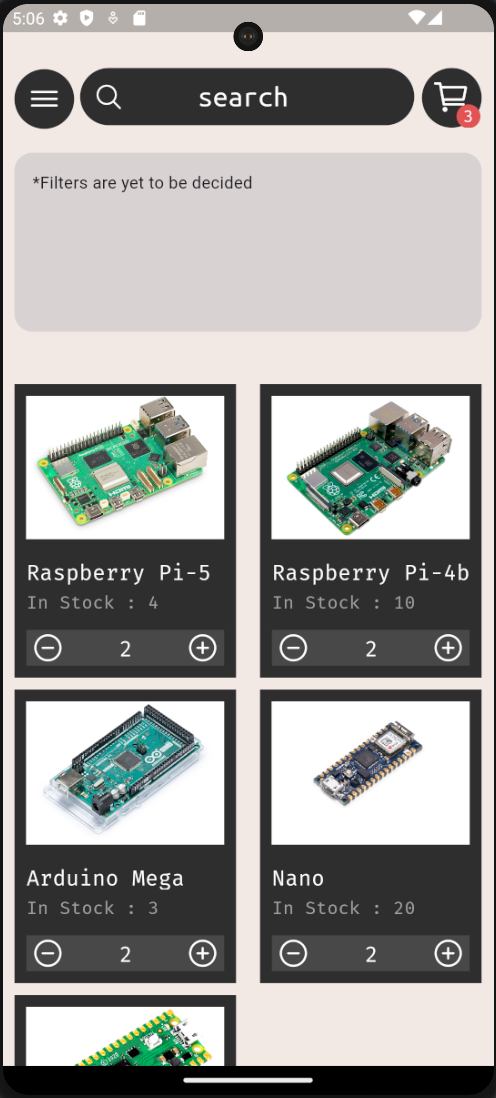 5:06
search
3
*Filters are yet to be decided
Raspberry Pi-5
Raspberry Pi-4b
In Stock : 4
In Stock : 10
2
2
Arduino Mega
Nano
In Stock : 3
In Stock : 20
2
2